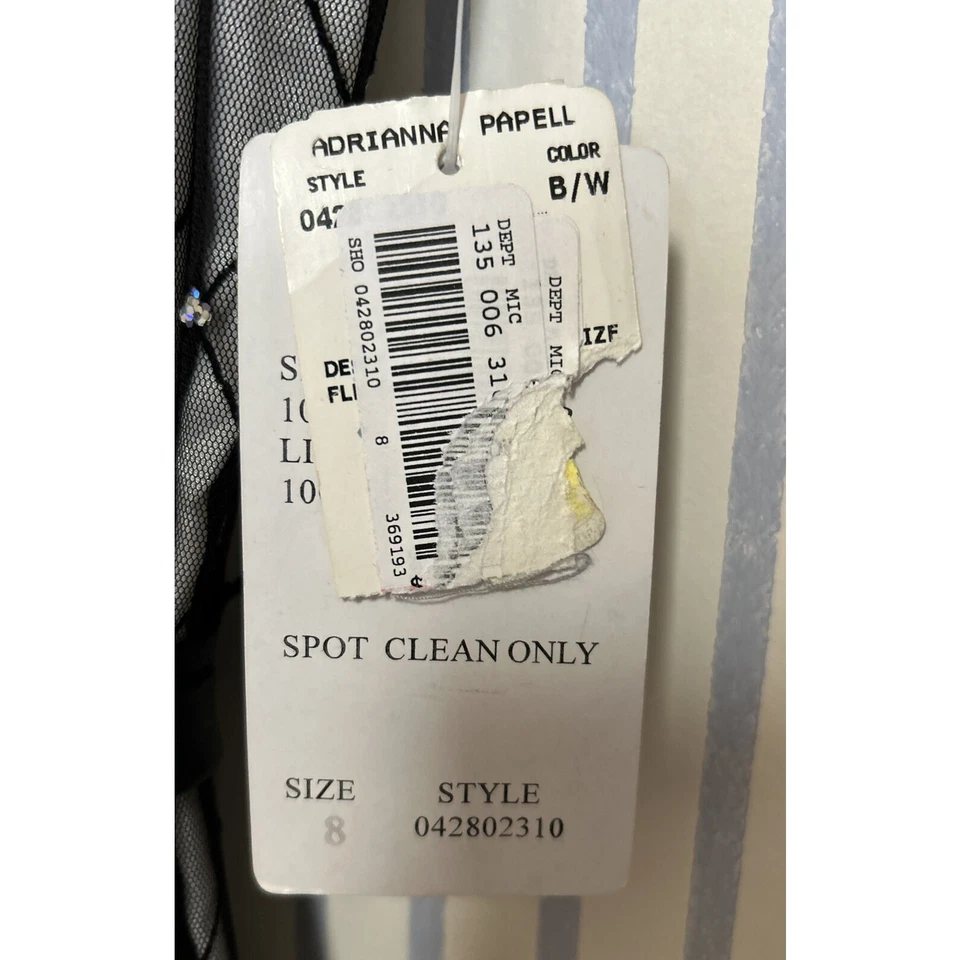 ADRIANNA PAPELL
STYLE COLOR
B/W
DEPT MIC
135 006
SHO 042802310
8
369193
DEPT
SPOT CLEAN ONLY
SIZE STYLE
8 042802310